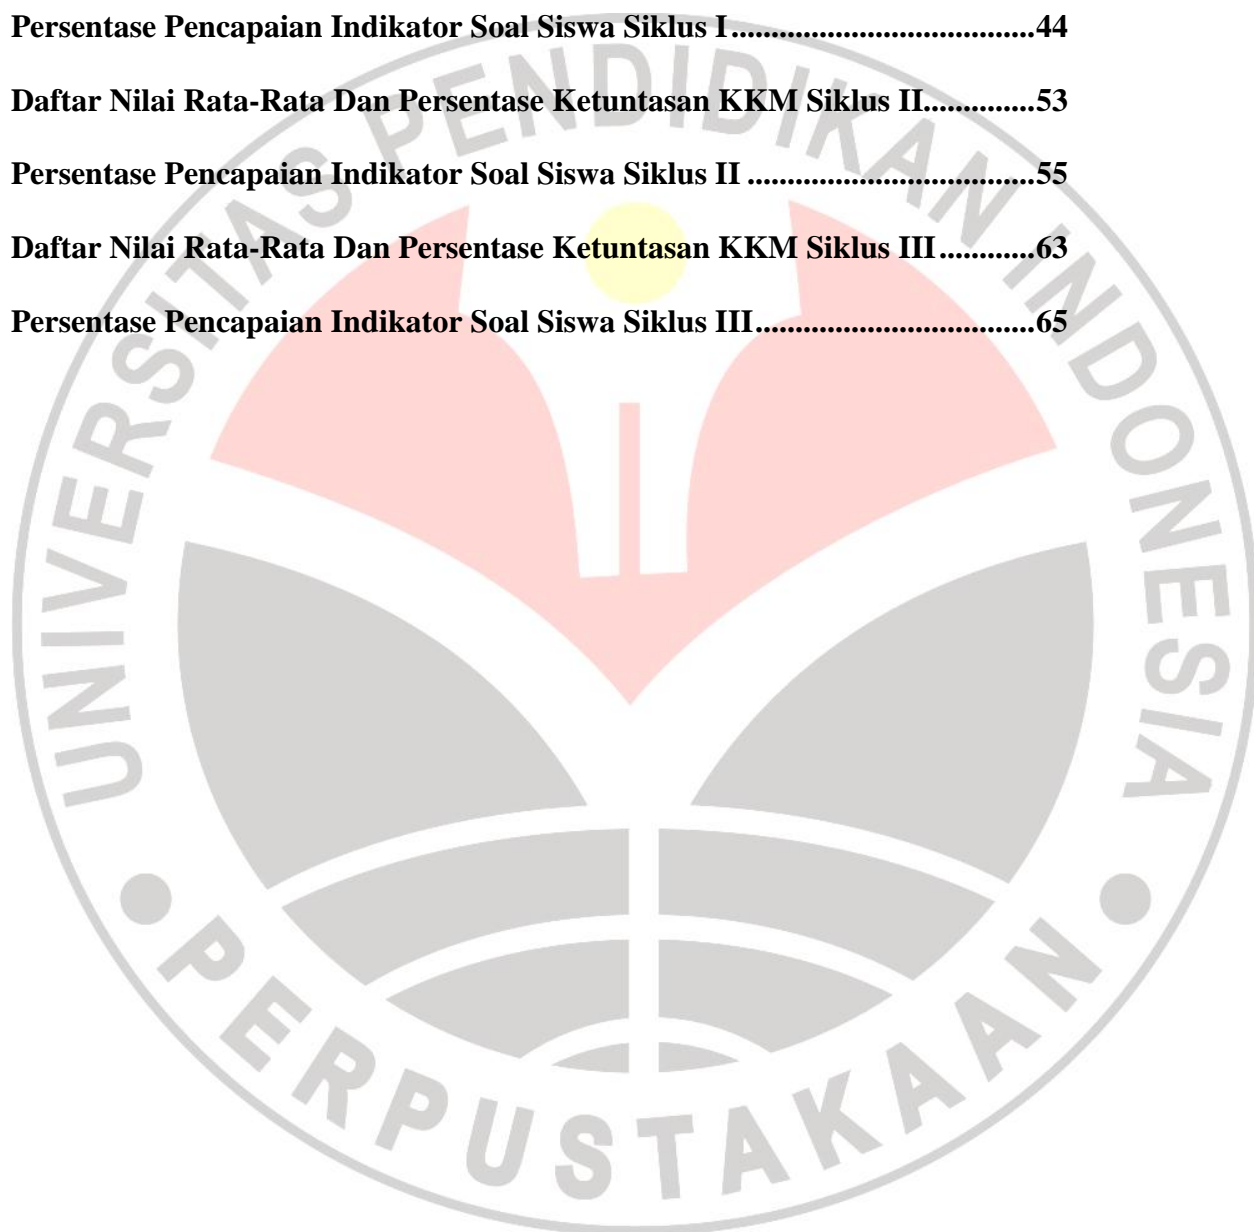 Persentase Pencapaian Indikator Soal Siswa Siklus I....................................44
Daftar Nilai Rata-Rata Dan Persentase Ketuntasan KKM Siklus II..............53
Persentase Pencapaian Indikator Soal Siswa Siklus II ....................................55
Daftar Nilai Rata-Rata Dan Persentase Ketuntasan KKM Siklus III............63
Persentase Pencapaian Indikator Soal Siswa Siklus III...................................65
UNIVERSITAS PENDIDIKAN INDONESIA
PERPUSTAKAAN